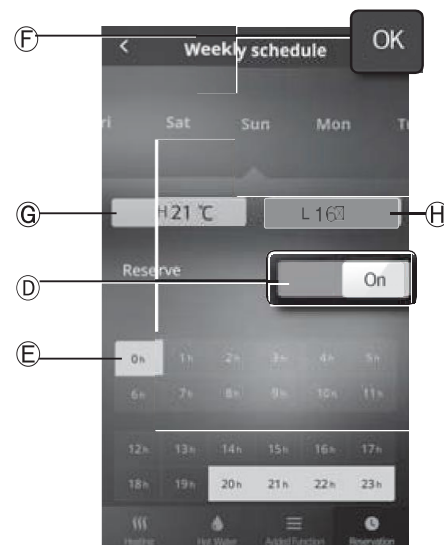 F OK
< Weekly schedule
ri Sat Sun Mon T
G H 21 ℃ L 16 H
Reserve
D On
E 0h 1h 2h 3h 4h 5h
6h 7h 8h 9h 10h 11h
12h 13h 14h 15h 16h 17h
18h 19h 20h 21h 22h 23h
Heating Hot Water Added Function Reservation